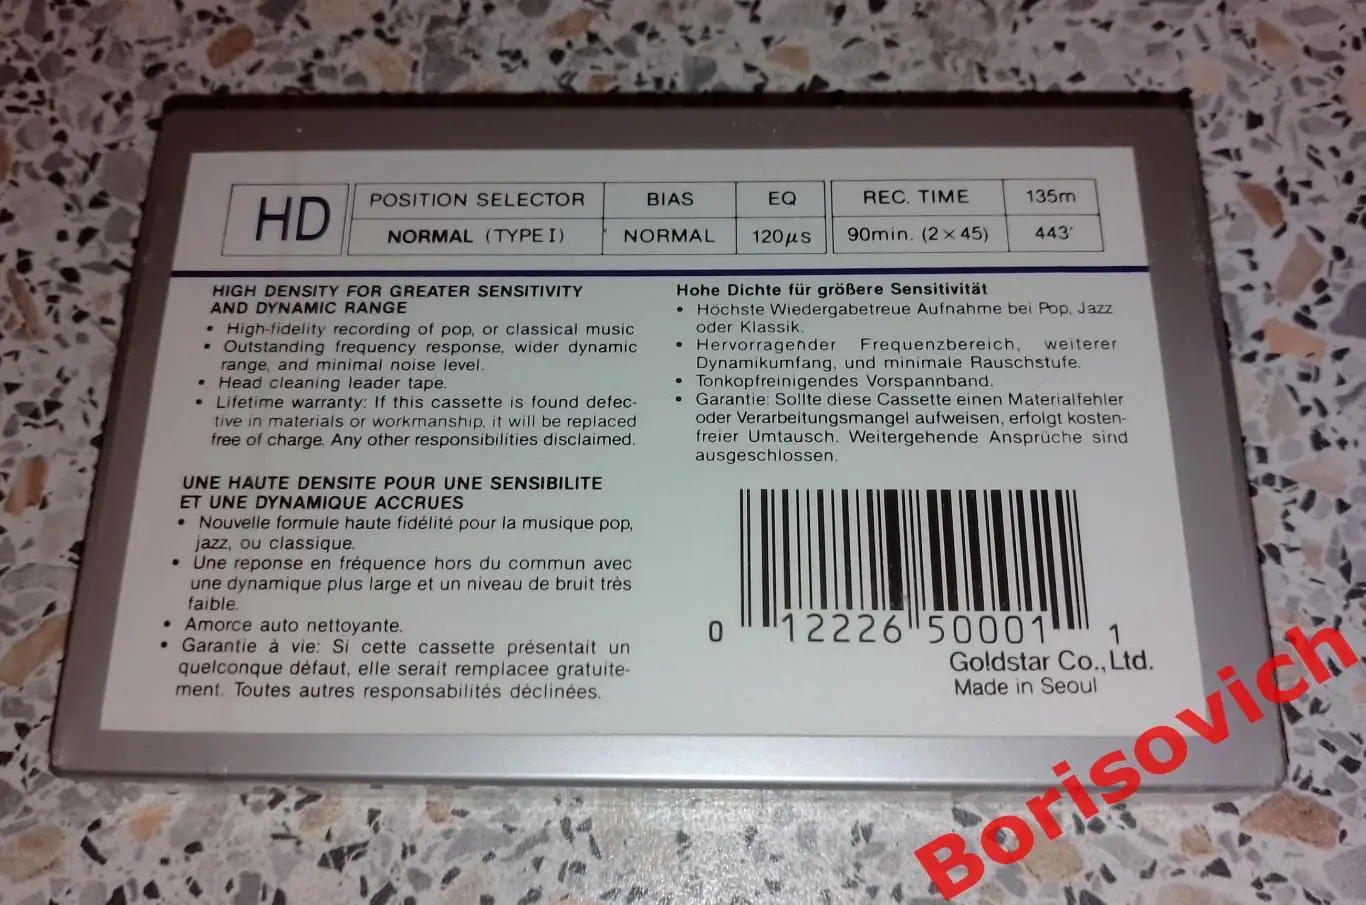 HD
POSITION SELECTOR BIAS EQ REC. TIME 135m
NORMAL (TYPE I) NORMAL 120µs 90min. (2×45) 443'
HIGH DENSITY FOR GREATER SENSITIVITY
AND DYNAMIC RANGE
• High-fidelity recording of pop, or classical music
• Outstanding frequency response, wider dynamic
range, and minimal noise level.
• Head cleaning leader tape.
• Lifetime warranty: If this cassette is found defec-
tive in materials or workmanship, it will be replaced
free of charge. Any other responsibilities disclaimed.
UNE HAUTE DENSITE POUR UNE SENSIBILITE
ET UNE DYNAMIQUE ACCRUES
• Nouvelle formule haute fidélité pour la musique pop,
jazz, ou classique.
• Une reponse en fréquence hors du commun avec
une dynamique plus large et un niveau de bruit très
faible.
• Amorce auto nettoyante.
• Garantie à vie: Si cette cassette présentait un
quelconque défaut, elle serait remplacee gratuite-
ment. Toutes autres responsabilités déclinées.
Hohe Dichte für größere Sensitivität
• Höchste Wiedergabetreue Aufnahme bei Pop, Jazz
oder Klassik.
• Hervorragender Frequenzbereich, weiterer
Dynamikumfang, und minimale Rauschstufe.
• Tonkopfreinigendes Vorspannband.
• Garantie: Sollte diese Cassette einen Materialfehler
oder Verarbeitungsmangel aufweisen, erfolgt kosten-
freier Umtausch. Weitergehende Ansprüche sind
ausgeschlossen.
0 12226 50001 1
Goldstar Co., Ltd.
Made in Seoul
Borisovich